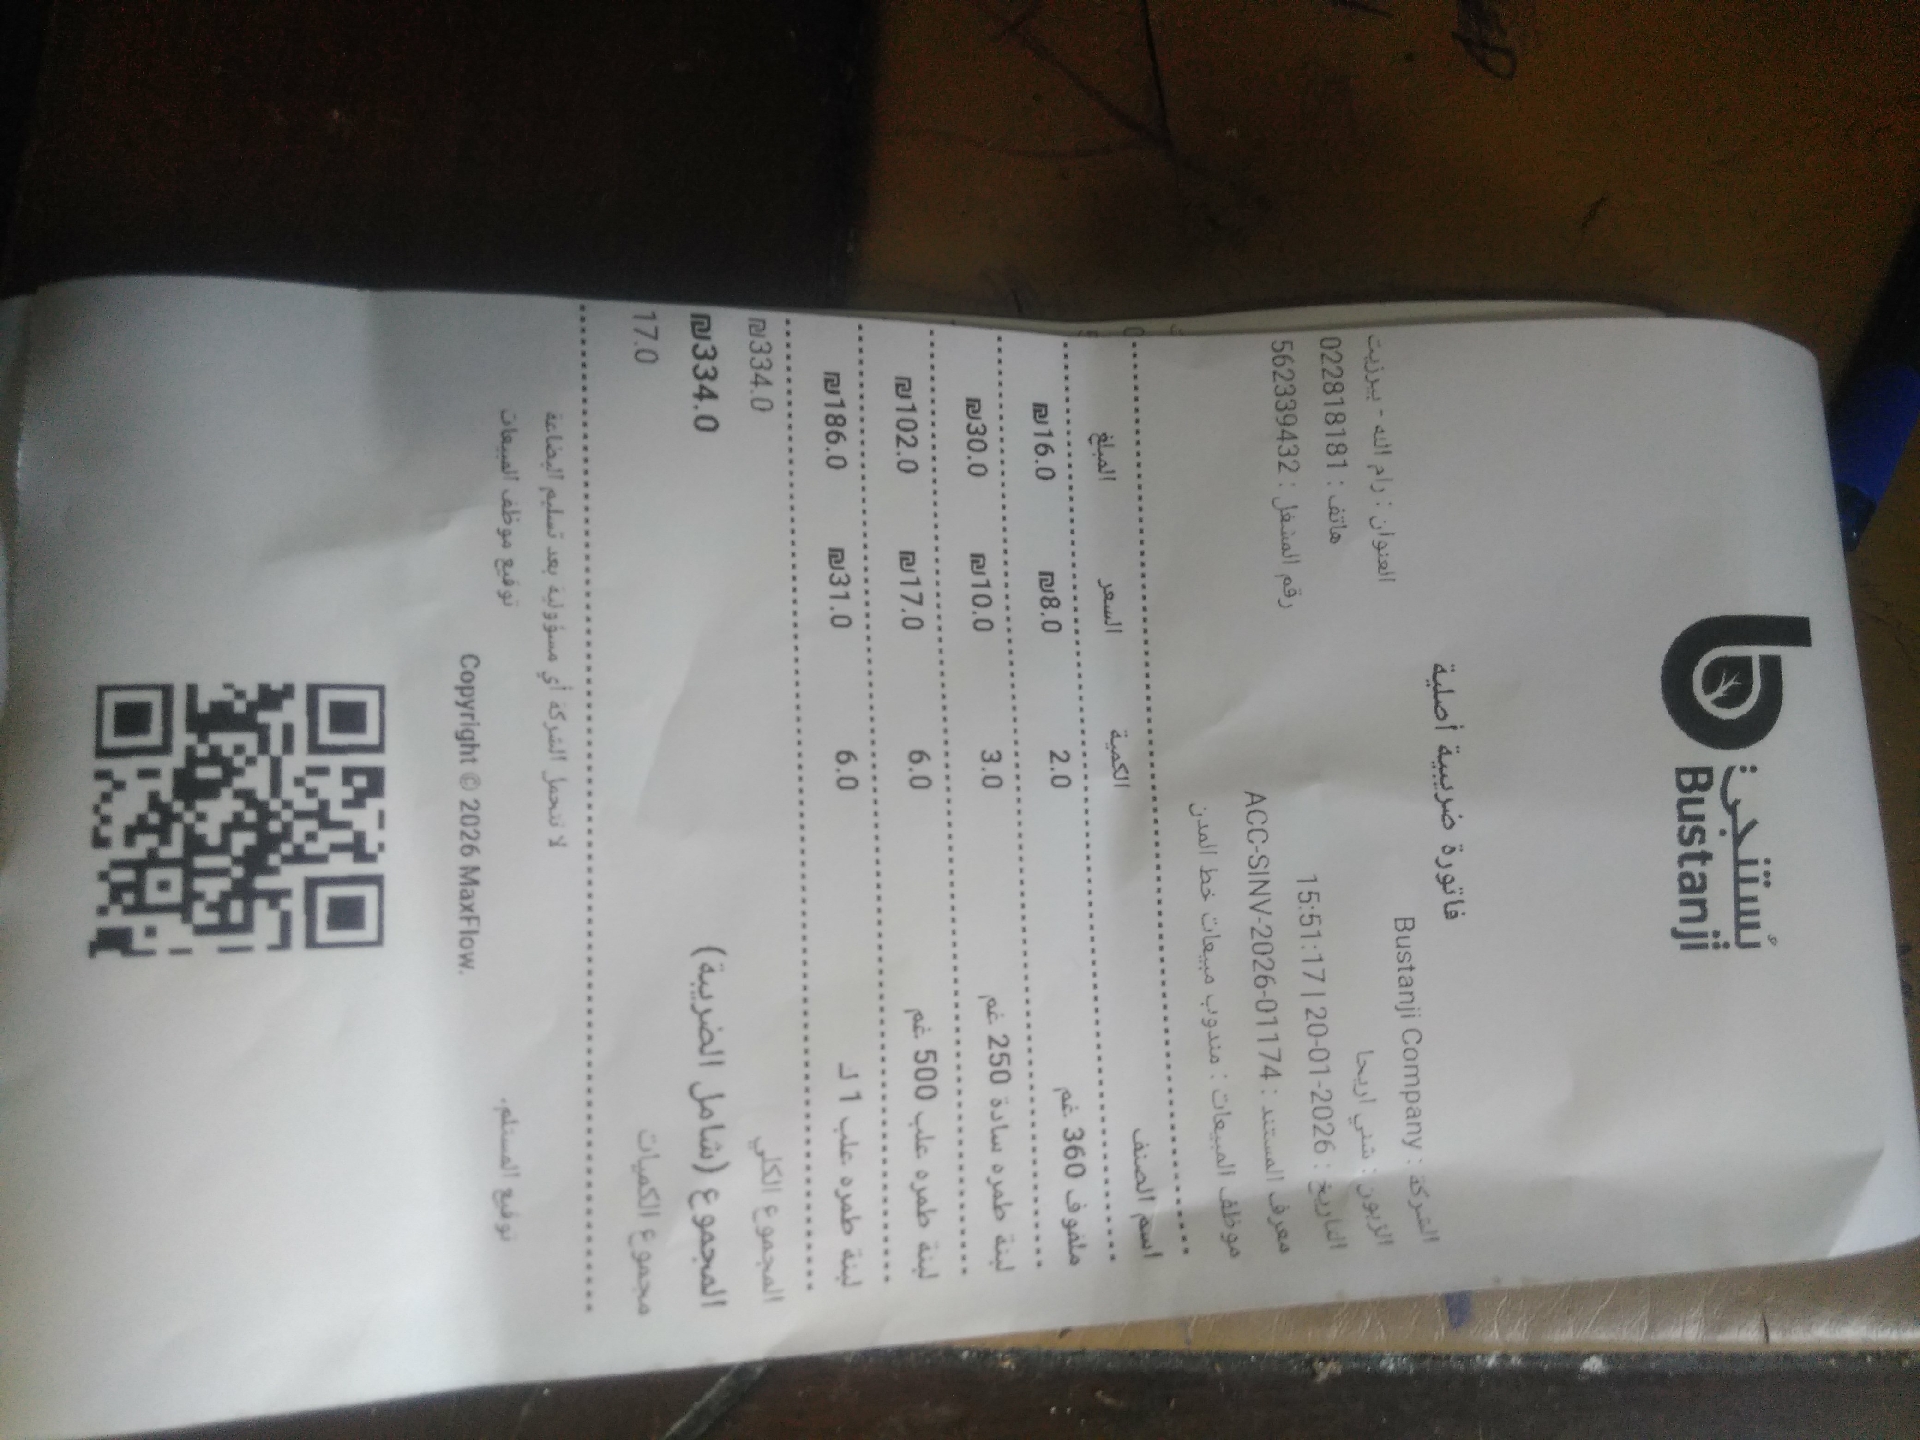 بستنجي
Bustanji
فاتورة ضريبية أصلية
الشركة : Bustanji Company
العنوان : رام الله - بيرزيت
الزبون : شني اريحا
هاتف : 022818181
التاريخ : 2026-01-20 | 15:51:17
رقم المشغل : 562339432
معرف المستند : ACC-SINV-2026-01174
موظف المبيعات : مندوب مبيعات خط المدن
اسم الصنف الكمية السعر المبلغ
ملفوف 360 غم 2.0 ₪8.0 ₪16.0
لبنة طمره سادة 250 غم 3.0 ₪10.0 ₪30.0
لبنة طمره علب 500 غم 6.0 ₪17.0 ₪102.0
لبنة طمره علب 1 ك 6.0 ₪31.0 ₪186.0
المجموع الكلي ₪334.0
المجموع (شامل الضريبة) ₪334.0
مجموع الكميات 17.0
لا تتحمل الشركة أي مسؤولية بعد تسليم البضاعة
توقيع المستلم. توقيع موظف المبيعات
Copyright © 2026 MaxFlow.